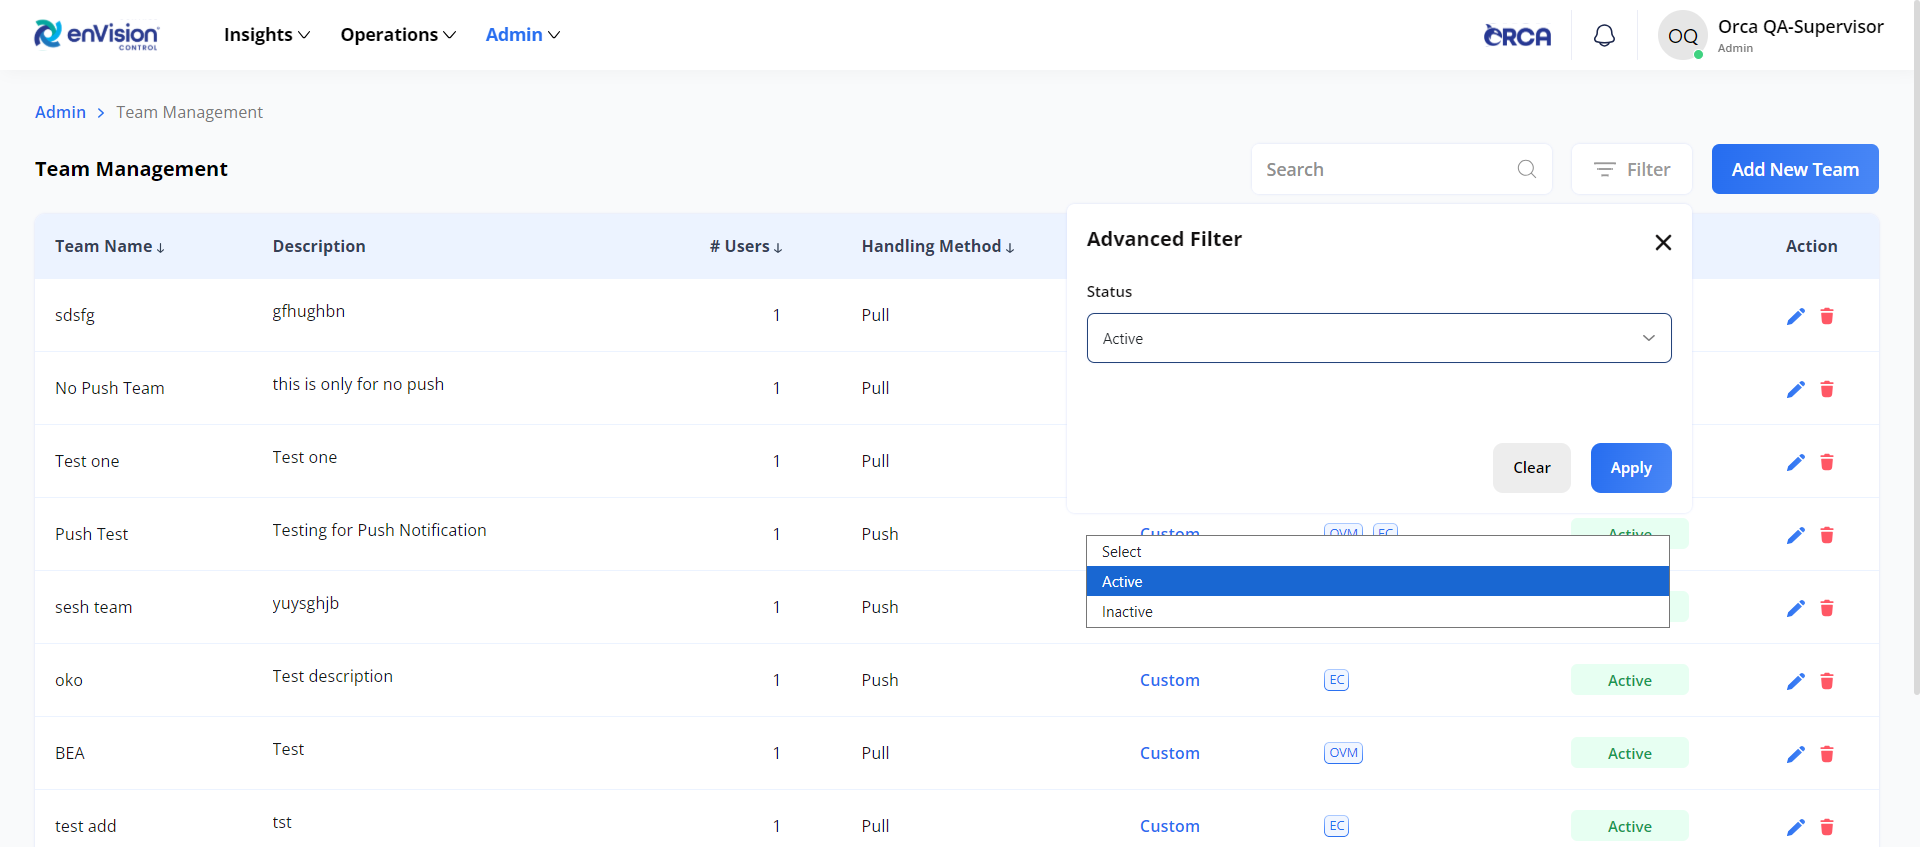 enVision
CONTROL
Insights
Operations
Admin
ORCA
OQ
Orca QA-Supervisor
Admin
Admin > Team Management
Team Management
Search
Filter
Add New Team
Team Name ↓
Description
# Users ↓
Handling Method ↓
Action
Advanced Filter
Status
Active
Clear
Apply
Select
Active
Inactive
sdsfg gfhughbn 1 Pull
No Push Team this is only for no push 1 Pull
Test one Test one 1 Pull
Push Test Testing for Push Notification 1 Push Custom OVM EC Active
sesh team yuysghjb 1 Push
oko Test description 1 Push Custom EC Active
BEA Test 1 Pull Custom OVM Active
test add tst 1 Pull Custom EC Active